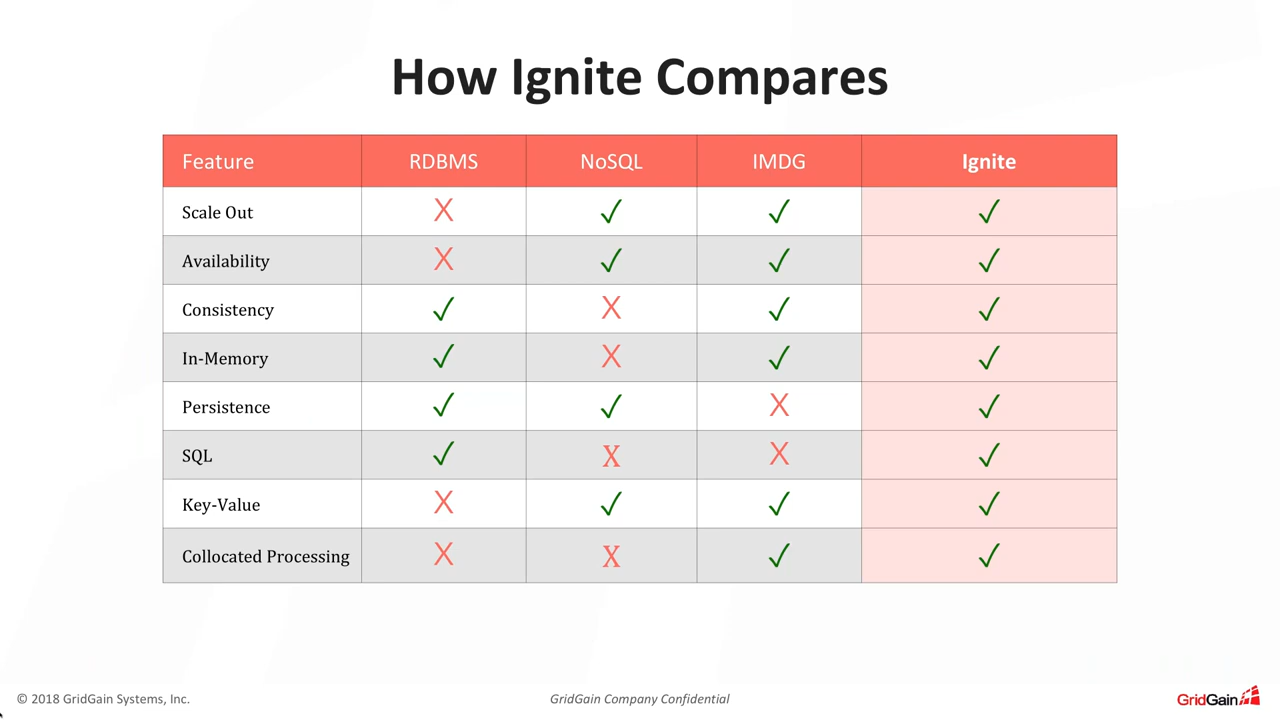 How Ignite Compares
Feature RDBMS NoSQL IMDG Ignite
Scale Out X ✓ ✓ ✓
Availability X ✓ ✓ ✓
Consistency ✓ X ✓ ✓
In-Memory ✓ X ✓ ✓
Persistence ✓ ✓ X ✓
SQL ✓ X X ✓
Key-Value X ✓ ✓ ✓
Collocated Processing X X ✓ ✓
© 2018 GridGain Systems, Inc. GridGain Company Confidential GridGain